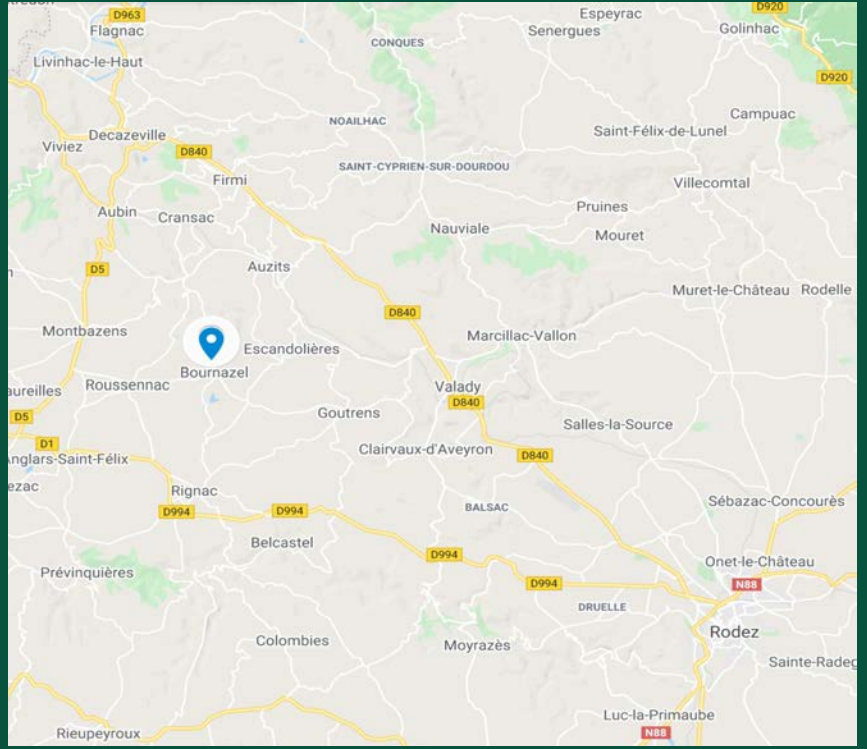 D963
Flagnac
Espeyrac
D920
Senergues
Golinhac
CONQUES
Livinhac-le-Haut
D920
Campuac
NOAILHAC
Decazeville
Saint-Félix-de-Lunel
Viviez
D840
SAINT-CYPRIEN-SUR-DOURDOU
Firmi
Villecomtal
Aubin
Cransac
Pruines
Nauviale
Mouret
D5
Auzits
Muret-le-Château
Rodelle
D840
Montbazens
Marcillac-Vallon
Escandolières
Bournazel
aureilles
Roussennac
Valady
D840
D5
Goutrens
Salles-la-Source
D1
Clairvaux-d'Aveyron
D840
Anglars-Saint-Félix
ezac
Rignac
Sébazac-Concourès
D994
D994
BALSAC
Belcastel
D994
Onet-le-Château
Prévinquières
D994
N88
DRUELLE
Rodez
Colombies
Moyrazès
Sainte-Radeg
Luc-la-Primaube
Rieupeyroux
N88